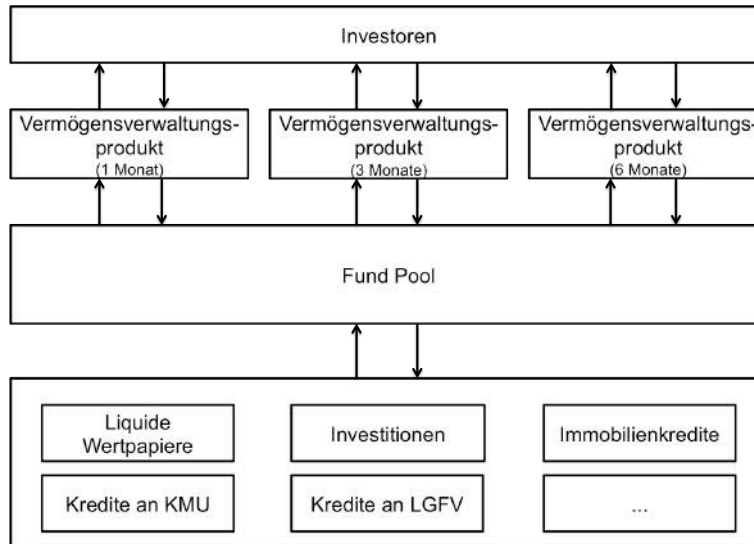 Investoren
Vermögensverwaltungs-
produkt
(1 Monat)
Vermögensverwaltungs-
produkt
(3 Monate)
Vermögensverwaltungs-
produkt
(6 Monate)
Fund Pool
Liquide
Wertpapiere
Investitionen
Immobilienkredite
Kredite an KMU
Kredite an LGFV
...